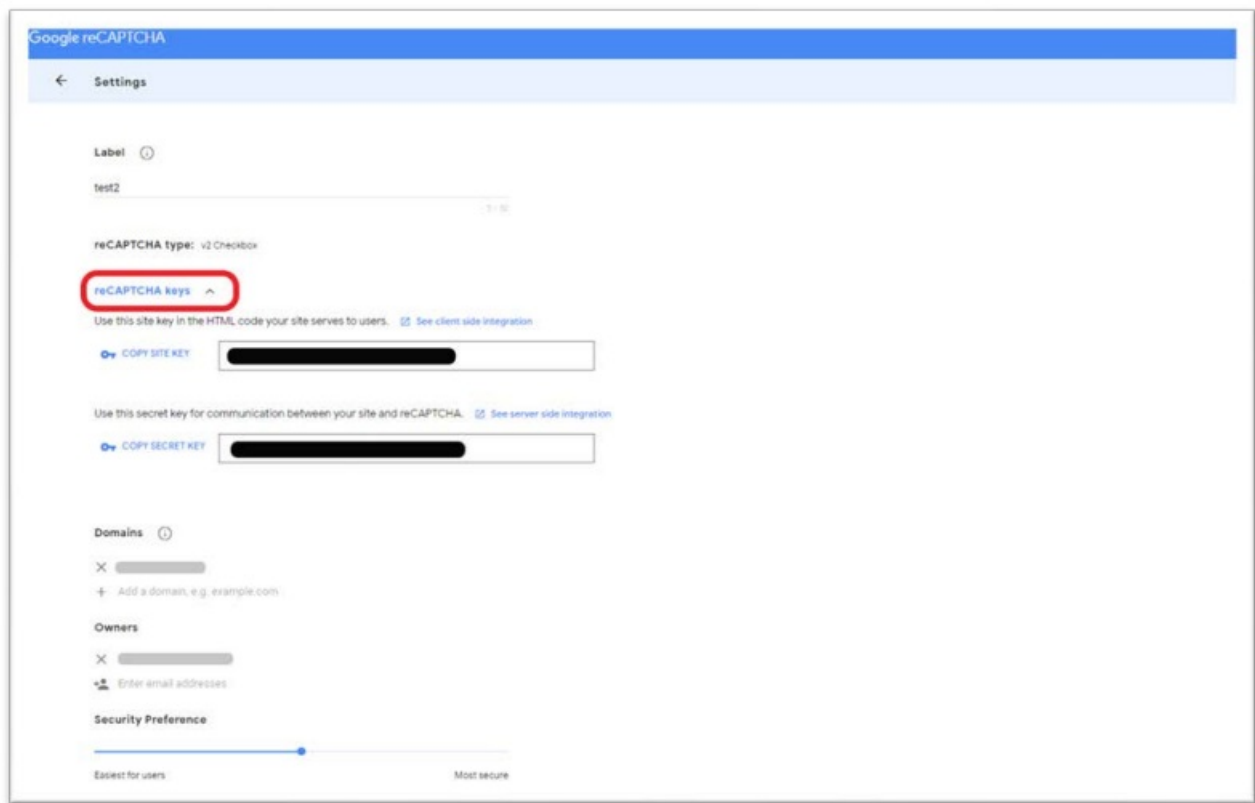 Google reCAPTCHA
Settings
Label
test2
reCAPTCHA type: v2 Checkbox
reCAPTCHA keys
Use this site key in the HTML code your site serves to users. See client side integration
COPY SITE KEY
Use this secret key for communication between your site and reCAPTCHA. See server side integration
COPY SECRET KEY
Domains
Add a domain, e.g. example.com
Owners
Enter email addresses
Security Preference
Easiest for users Most secure